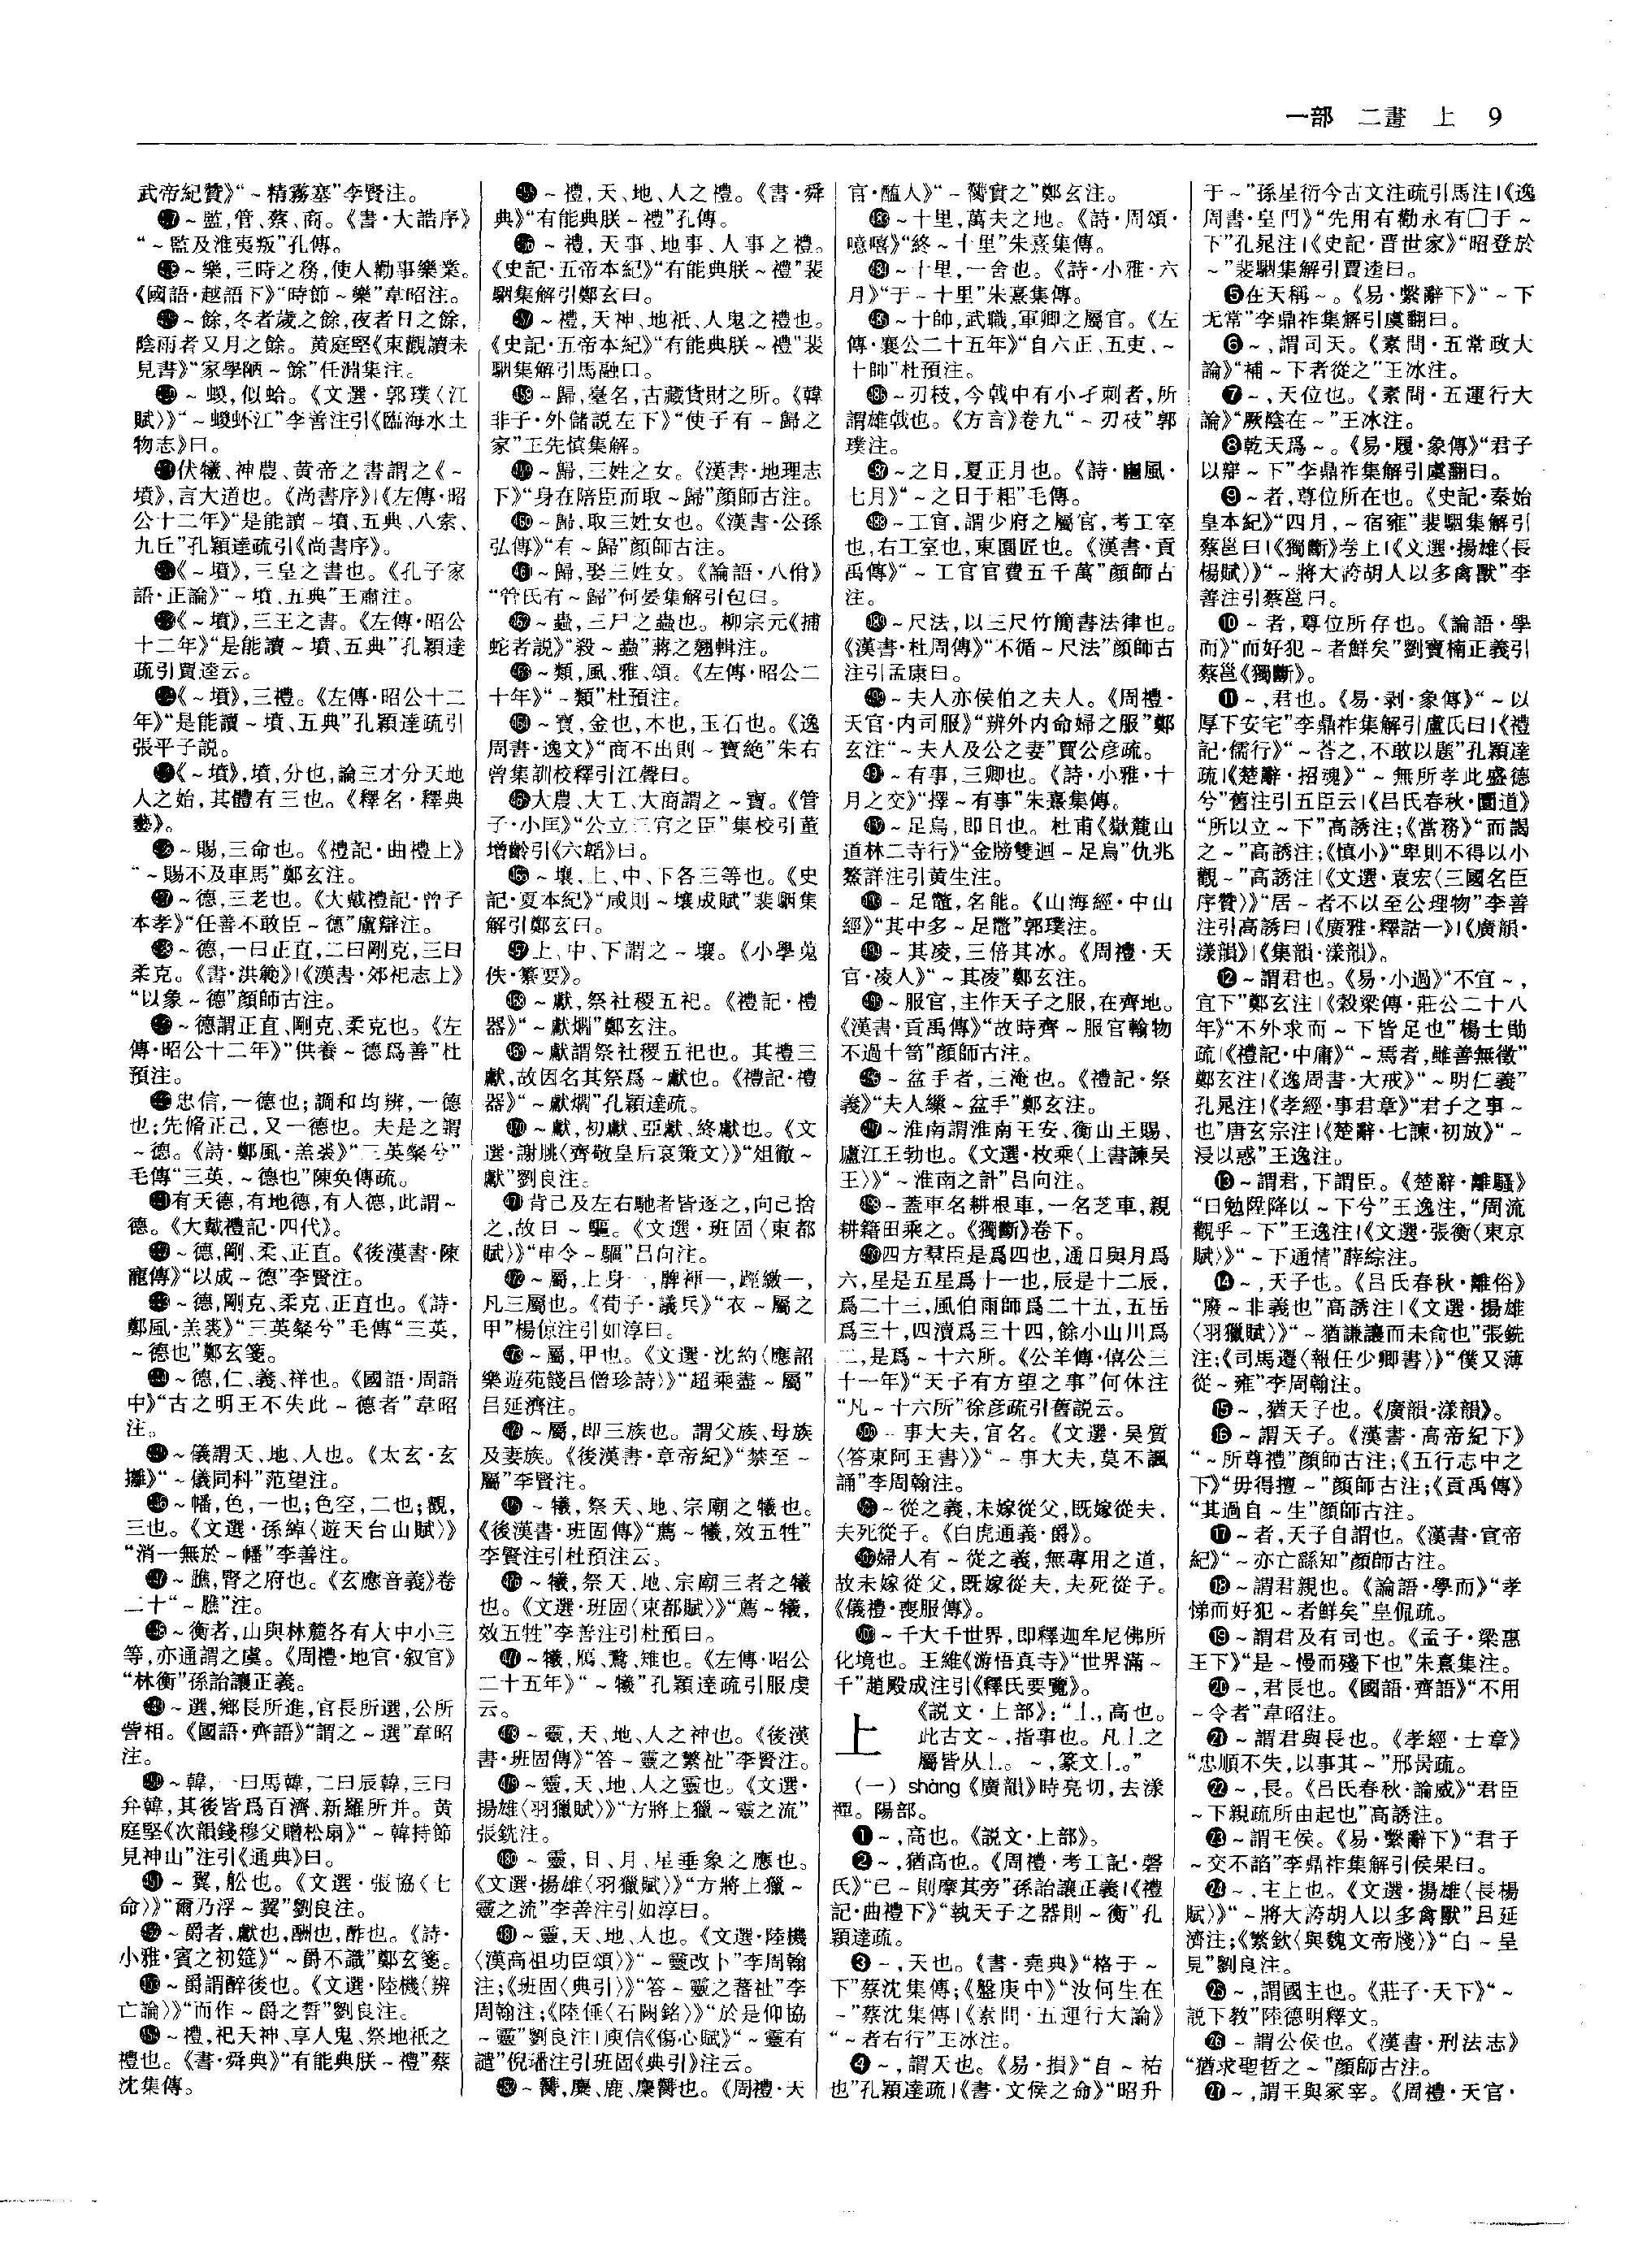 一部　二畫　上　9
武帝紀贊》“～精霧塞”李賢注。
～監,管、蔡、商。《書·大誥序》
“～監及淮夷叛”孔傳。
～樂,三時之務,使人勸事樂業。
《國語·越語下》“時節～樂”韋昭注。
～餘,冬者歲之餘,夜者日之餘,
陰雨者又月之餘。黄庭堅《東觀讀未
見書》“家學陋～餘”任淵集注。
～蝬,似蛤。《文選·郭璞〈江
賦〉》“～蝬虾江”李善注引《臨海水土
物志》曰。
伏犧、神農、黄帝之書謂之《～
墳》,言大道也。《尚書序》|《左傳·昭
公十二年》“是能讀～墳、五典、八索、
九丘”孔穎達疏引《尚書序》。
《～墳》,三皇之書也。《孔子家
語·正論》“～墳、五典”王肅注。
《～墳》,三王之書。《左傳·昭公
十二年》“是能讀～墳、五典”孔穎達
疏引賈逵云。
《～墳》,三禮。《左傳·昭公十二
年》“是能讀～墳、五典”孔穎達疏引
張平子説。
《～墳》,墳,分也,論三才分天地
人之始,其體有三也。《釋名·釋典
藝》。
～賜,三命也。《禮記·曲禮上》
“～賜不及車馬”鄭玄注。
～德,三老也。《大戴禮記·曾子
本孝》“任善不敢臣～德”盧辯注。
～德,一曰正直,二曰剛克,三曰
柔克。《書·洪範》|《漢書·郊祀志上》
“以象～德”顔師古注。
～德謂正直、剛克、柔克也。《左
傳·昭公十二年》“供養～德爲善”杜
預注。
忠信,一德也;調和均辨,一德
也;先脩正己,又一德也。夫是之謂
～德。《詩·鄭風·羔裘》“三英粲兮”
毛傳“三英,～德也”陳奂傳疏。
有天德,有地德,有人德,此謂～
德。《大戴禮記·四代》。
～德,剛、柔、正直。《後漢書·陳
寵傳》“以成～德”李賢注。
～德,剛克、柔克、正直也。《詩·
鄭風·羔裘》“三英粲兮”毛傳“三英,
～德也”鄭玄箋。
～德,仁、義、祥也。《國語·周語
中》“古之明王不失此～德者”韋昭
注。
～儀謂天、地、人也。《太玄·玄
攡》“～儀同科”范望注。
～幡,色,一也;色空,二也;觀,
三也。《文選·孫綽〈遊天台山賦〉》
“消一無於～幡”李善注。
～膲,腎之府也。《玄應音義》卷
二十“～膲”注。
～衡者,山與林麓各有大中小三
等,亦通謂之虞。《周禮·地官·叙官》
“林衡”孫詒讓正義。
～選,鄉長所進,官長所選,公所
訾相。《國語·齊語》“謂之～選”韋昭
注。
～韓,一曰馬韓,二曰辰韓,三曰
弁韓,其後皆爲百濟、新羅所并。黄
庭堅《次韻錢穆父贈松扇》“～韓持節
見神山”注引《通典》曰。
～翼,舩也。《文選·張協〈七
命〉》“爾乃浮～翼”劉良注。
～爵者,獻也,酬也,酢也。《詩·
小雅·賓之初筵》“～爵不識”鄭玄箋。
～爵謂醉後也。《文選·陸機〈辨
亡論〉》“而作～爵之誓”劉良注。
～禮,祀天神、享人鬼、祭地祇之
禮也。《書·舜典》“有能典朕～禮”蔡
沈集傳。
～禮,天、地、人之禮。《書·舜
典》“有能典朕～禮”孔傳。
～禮,天事、地事、人事之禮。
《史記·五帝本紀》“有能典朕～禮”裴
駰集解引鄭玄曰。
～禮,天神、地祇、人鬼之禮也。
《史記·五帝本紀》“有能典朕～禮”裴
駰集解引馬融曰。
～歸,臺名,古藏貨財之所。《韓
非子·外儲説左下》“使子有～歸之
家”王先慎集解。
～歸,三姓之女。《漢書·地理志
下》“身在陪臣而取～歸”顔師古注。
～歸,取三姓女也。《漢書·公孫
弘傳》“有～歸”顔師古注。
～歸,娶三姓女。《論語·八佾》
“管氏有～歸”何晏集解引包曰。
～蟲,三尸之蟲也。柳宗元《捕
蛇者説》“殺～蟲”蔣之翹輯注。
～類,風、雅、頌。《左傳·昭公二
十年》“～類”杜預注。
～寶,金也,木也,玉石也。《逸
周書·逸文》“商不出則～寶絶”朱右
曾集訓校釋引江聲曰。
大農、大工、大商謂之～寶。《管
子·小匡》“公立三官之臣”集校引董
增齡引《六韜》曰。
～壤,上、中、下各三等也。《史
記·夏本紀》“咸則～壤成賦”裴駰集
解引鄭玄曰。
上、中、下謂之～壤。《小學蒐
佚·纂要》。
～獻,祭社稷五祀。《禮記·禮
器》“～獻爓”鄭玄注。
～獻謂祭社稷五祀也。其禮三
獻,故因名其祭爲～獻也。《禮記·禮
器》“～獻爓”孔穎達疏。
～獻,初獻、亞獻、終獻也。《文
選·謝朓〈齊敬皇后哀策文〉》“俎徹～
獻”劉良注。
背己及左右馳者皆逐之,向己捨
之,故曰～驅。《文選·班固〈東都
賦〉》“申令～驅”吕向注。
～屬,上身一,髀褌一,踁繳一,
凡三屬也。《荀子·議兵》“衣～屬之
甲”楊倞注引如淳曰。
～屬,甲也。《文選·沈約〈應詔
樂遊苑餞吕僧珍詩〉》“超乘盡～屬”
吕延濟注。
～屬,即三族也。謂父族、母族
及妻族。《後漢書·章帝紀》“禁至～
屬”李賢注。
～犧,祭天、地、宗廟之犧也。
《後漢書·班固傳》“薦～犧,效五牲”
李賢注引杜預注云。
～犧,祭天、地、宗廟三者之犧
也。《文選·班固〈東都賦〉》“薦～犧,
效五牲”李善注引杜預曰。
～犧,鴈、鶩、雉也。《左傳·昭公
二十五年》“～犧”孔穎達疏引服虔
云。
～靈,天、地、人之神也。《後漢
書·班固傳》“答～靈之繁祉”李賢注。
～靈,天、地、人之靈也。《文選·
揚雄〈羽獵賦〉》“方將上獵～靈之流”
張銑注。
～靈,日、月、星垂象之應也。
《文選·揚雄〈羽獵賦〉》“方將上獵～
靈之流”李善注引如淳曰。
～靈,天、地、人也。《文選·陸機
〈漢高祖功臣頌〉》“～靈改卜”李周翰
注;《班固〈典引〉》“答～靈之蕃祉”李
周翰注;《陸倕〈石闕銘〉》“於是仰協
～靈”劉良注|庾信《傷心賦》“～靈有
譴”倪璠注引班固《典引》注云。
～臡,麋、鹿、麇臡也。《周禮·天
官·醢人》“～臡實之”鄭玄注。
～十里,萬夫之地。《詩·周頌·
噫嘻》“終～十里”朱熹集傳。
～十里,一舍也。《詩·小雅·六
月》“于～十里”朱熹集傳。
～十帥,武職,軍卿之屬官。《左
傳·襄公二十五年》“自六正、五吏、～
十帥”杜預注。
～刃枝,今戟中有小孑刺者,所
謂雄戟也。《方言》卷九“～刃枝”郭
璞注。
～之日,夏正月也。《詩·豳風·
七月》“～之日于耜”毛傳。
～工官,謂少府之屬官,考工室
也,右工室也,東園匠也。《漢書·貢
禹傳》“～工官官費五千萬”顔師古
注。
～尺法,以三尺竹簡書法律也。
《漢書·杜周傳》“不循～尺法”顔師古
注引孟康曰。
～夫人亦侯伯之夫人。《周禮·
天官·内司服》“辨外内命婦之服”鄭
玄注“～夫人及公之妻”賈公彦疏。
～有事,三卿也。《詩·小雅·十
月之交》“擇～有事”朱熹集傳。
～足烏,即日也。杜甫《嶽麓山
道林二寺行》“金牓雙迴～足烏”仇兆
鰲詳注引黄生注。
～足鼈,名能。《山海經·中山
經》“其中多～足鼈”郭璞注。
～其凌,三倍其冰。《周禮·天
官·凌人》“～其凌”鄭玄注。
～服官,主作天子之服,在齊地。
《漢書·貢禹傳》“故時齊～服官輸物
不過十笥”顔師古注。
～盆手者,三淹也。《禮記·祭
義》“夫人繅～盆手”鄭玄注。
～淮南謂淮南王安、衡山王賜、
廬江王勃也。《文選·枚乘〈上書諫吴
王〉》“～淮南之計”吕向注。
～蓋車名耕根車,一名芝車,親
耕籍田乘之。《獨斷》卷下。
四方羣臣是爲四也,通日與月爲
六,星是五星爲十一也,辰是十二辰,
爲二十三,風伯雨師爲二十五,五岳
爲三十,四瀆爲三十四,餘小山川爲
二,是爲～十六所。《公羊傳·僖公三
十一年》“天子有方望之事”何休注
“凡～十六所”徐彦疏引舊説云。
～事大夫,官名。《文選·吴質
〈答東阿王書〉》“～事大夫,莫不諷
誦”李周翰注。
～從之義,未嫁從父,既嫁從夫,
夫死從子。《白虎通義·爵》。
婦人有～從之義,無專用之道,
故未嫁從父,既嫁從夫,夫死從子。
《儀禮·喪服傳》。
～千大千世界,即釋迦牟尼佛所
化境也。王維《游悟真寺》“世界滿～
千”趙殿成注引《釋氏要覽》。
上
《説文·上部》:“丄,高也。
此古文～,指事也。凡丄之
屬皆从丄。～,篆文丄。”
（一）shàng《廣韻》時亮切,去漾
禪。陽部。
❶～,高也。《説文·上部》。
❷～,猶高也。《周禮·考工記·磬
氏》“已～則摩其旁”孫詒讓正義|《禮
記·曲禮下》“執天子之器則～衡”孔
穎達疏。
❸～,天也。《書·堯典》“格于～
下”蔡沈集傳;《盤庚中》“汝何生在
～”蔡沈集傳|《素問·五運行大論》
“～者右行”王冰注。
❹～,謂天也。《易·損》“自～祐
也”孔穎達疏|《書·文侯之命》“昭升
于～”孫星衍今古文注疏引馬注|《逸
周書·皇門》“先用有勸永有□于～
下”孔晁注|《史記·晋世家》“昭登於
～”裴駰集解引賈逵曰。
❺在天稱～。《易·繫辭下》“～下
无常”李鼎祚集解引虞翻曰。
❻～,謂司天。《素問·五常政大
論》“補～下者從之”王冰注。
❼～,天位也。《素問·五運行大
論》“厥陰在～”王冰注。
❽乾天爲～。《易·履·象傳》“君子
以辯～下”李鼎祚集解引虞翻曰。
❾～者,尊位所在也。《史記·秦始
皇本紀》“四月,～宿雍”裴駰集解引
蔡邕曰|《獨斷》卷上|《文選·揚雄〈長
楊賦〉》“～將大誇胡人以多禽獸”李
善注引蔡邕曰。
❿～者,尊位所存也。《論語·學
而》“而好犯～者鮮矣”劉寶楠正義引
蔡邕《獨斷》。
⓫～,君也。《易·剥·象傳》“～以
厚下安宅”李鼎祚集解引盧氏曰|《禮
記·儒行》“～荅之,不敢以疑”孔穎達
疏|《楚辭·招魂》“～無所考此盛德
兮”舊注引五臣云|《吕氏春秋·圜道》
“所以立～下”高誘注;《當務》“而謁
之～”高誘注;《慎小》“卑則不得以小
觀～”高誘注|《文選·袁宏〈三國名臣
序贊〉》“居～者不以至公理物”李善
注引高誘曰|《廣雅·釋詁一》|《廣韻·
漾韻》|《集韻·漾韻》。
⓬～謂君也。《易·小過》“不宜～,
宜下”鄭玄注|《穀梁傳·莊公二十八
年》“不外求而～下皆足也”楊士勛
疏|《禮記·中庸》“～焉者,雖善無徵”
鄭玄注|《逸周書·大戒》“～明仁義”
孔晁注|《孝經·事君章》“君子之事～
也”唐玄宗注|《楚辭·七諫·初放》“～
浸以惑”王逸注。
⓭～謂君,下謂臣。《楚辭·離騷》
“曰勉陞降以～下兮”王逸注,“周流
觀乎～下”王逸注|《文選·張衡〈東京
賦〉》“～下通情”薛綜注。
⓮～,天子也。《吕氏春秋·離俗》
“廢～非義也”高誘注|《文選·揚雄
〈羽獵賦〉》“～猶謙讓而未俞也”張銑
注;《司馬遷〈報任少卿書〉》“僕又薄
從～雍”李周翰注。
⓯～,猶天子也。《廣韻·漾韻》。
⓰～謂天子。《漢書·高帝紀下》
“～所尊禮”顔師古注;《五行志中之
下》“毋得擅～”顔師古注;《貢禹傳》
“其過自～生”顔師古注。
⓱～者,天子自謂也。《漢書·宣帝
紀》“～亦亡繇知”顔師古注。
⓲～謂君親也。《論語·學而》“孝
悌而好犯～者鮮矣”皇侃疏。
⓳～謂君及有司也。《孟子·梁惠
王下》“是～慢而殘下也”朱熹集注。
⓴～,君長也。《國語·齊語》“不用
～令者”韋昭注。
㉑～謂君與長也。《孝經·士章》
“忠順不失,以事其～”邢昺疏。
㉒～,長。《吕氏春秋·論威》“君臣
～下親疏所由起也”高誘注。
㉓～謂王侯。《易·繫辭下》“君子
～交不諂”李鼎祚集解引侯果曰。
㉔～,主上也。《文選·揚雄〈長楊
賦〉》“～將大誇胡人以多禽獸”吕延
濟注;《繁欽〈與魏文帝牋〉》“白～呈
見”劉良注。
㉕～,謂國主也。《莊子·天下》“～
説下教”陸德明釋文。
㉖～謂公侯也。《漢書·刑法志》
“猶求聖哲之～”顔師古注。
㉗～,謂王與冢宰。《周禮·天官·